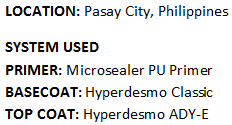 LOCATION: Pasay City, Philippines
SYSTEM USED
PRIMER: Microsealer PU Primer
BASECOAT: Hyperdesmo Classic
TOP COAT: Hyperdesmo ADY-E